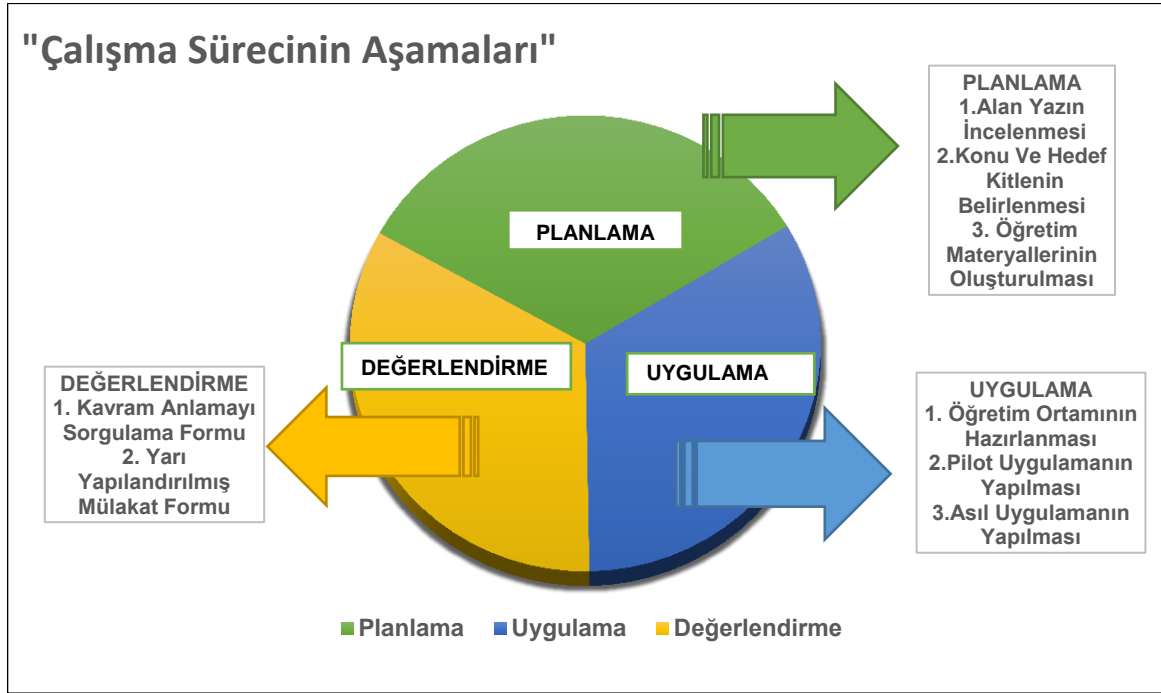 "Çalışma Sürecinin Aşamaları"
PLANLAMA
1.Alan Yazın
İncelenmesi
2.Konu Ve Hedef
Kitlenin
Belirlenmesi
3. Öğretim
Materyallerinin
Oluşturulması
PLANLAMA
DEĞERLENDİRME
UYGULAMA
DEĞERLENDİRME
1. Kavram Anlamayı
Sorgulama Formu
2. Yarı
Yapılandırılmış
Mülakat Formu
UYGULAMA
1. Öğretim Ortamının
Hazırlanması
2.Pilot Uygulamanın
Yapılması
3.Asıl Uygulamanın
Yapılması
Planlama Uygulama Değerlendirme